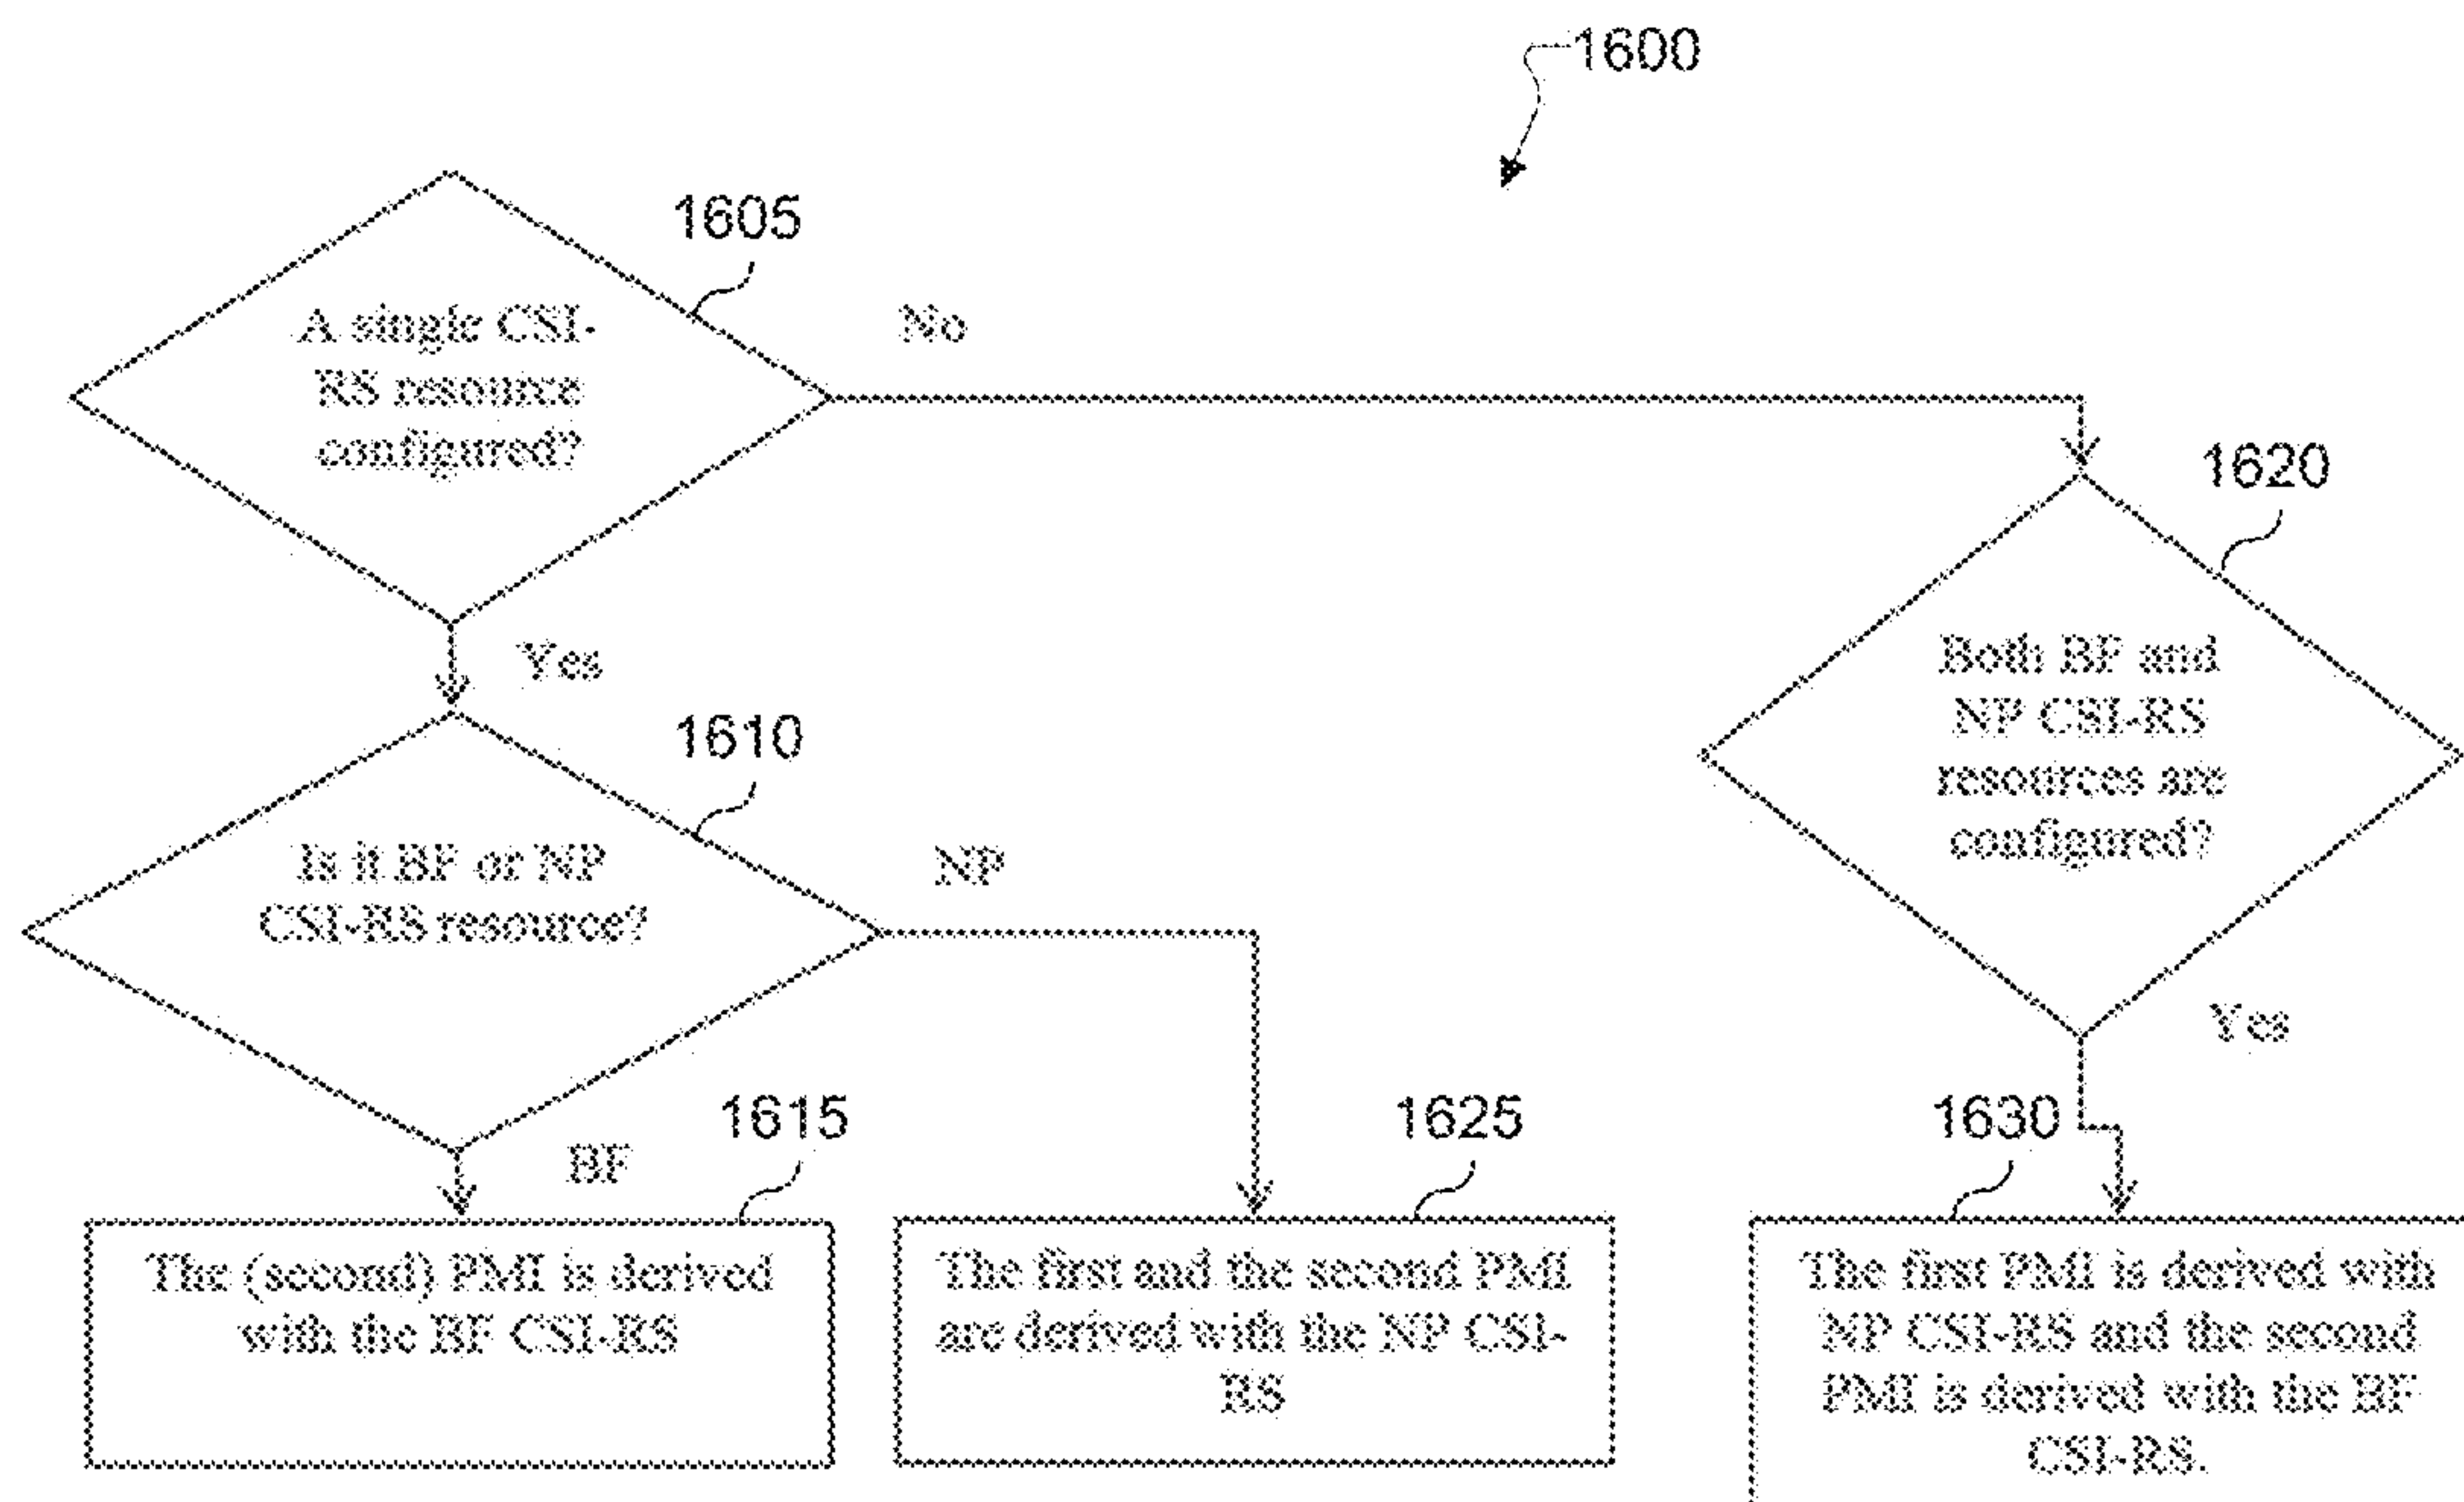 1600
1605
A single CSI-
RS resource
configured?
No
Yes
1620
Both BF and
NP CSI-RS
resources are
configured?
Yes
1610
Is it BF or NP
CSI-RS resource?
NP
BF
1615
The (second) PMI is derived
with the BF CSI-RS
1625
The first and the second PMI
are derived with the NP CSI-
RS
1630
The first PMI is derived with
NP CSI-RS and the second
PMI is derived with the BF
CSI-RS.